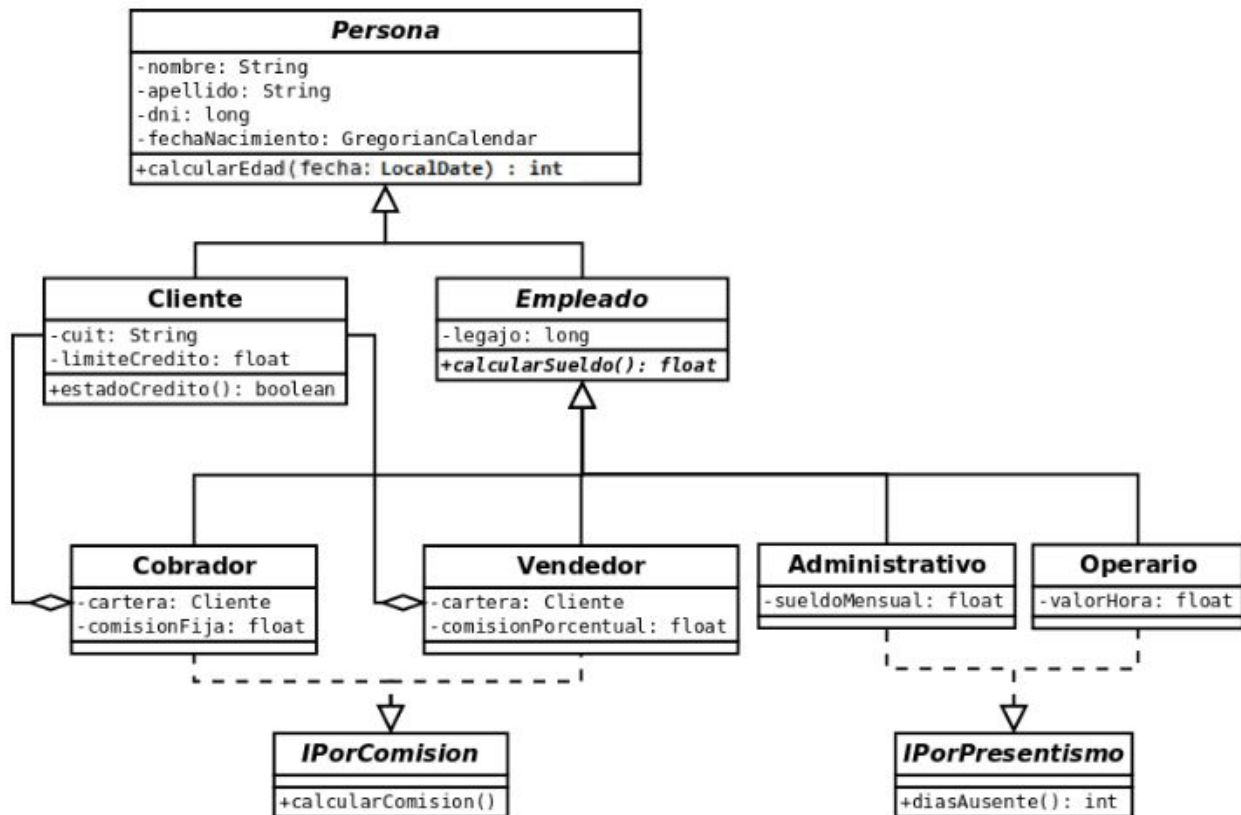 Persona
-nombre: String
-apellido: String
-dni: long
-fechaNacimiento: GregorianCalendar
+calcularEdad(fecha: LocalDate) : int
Cliente
-cuit: String
-limiteCredito: float
+estadoCredito(): boolean
Empleado
-legajo: long
+calcularSueldo(): float
Cobrador
-cartera: Cliente
-comisionFija: float
Vendedor
-cartera: Cliente
-comisionPorcentual: float
Administrativo
-sueldoMensual: float
Operario
-valorHora: float
IPorComision
+calcularComision()
IPorPresentismo
+diasAusente(): int